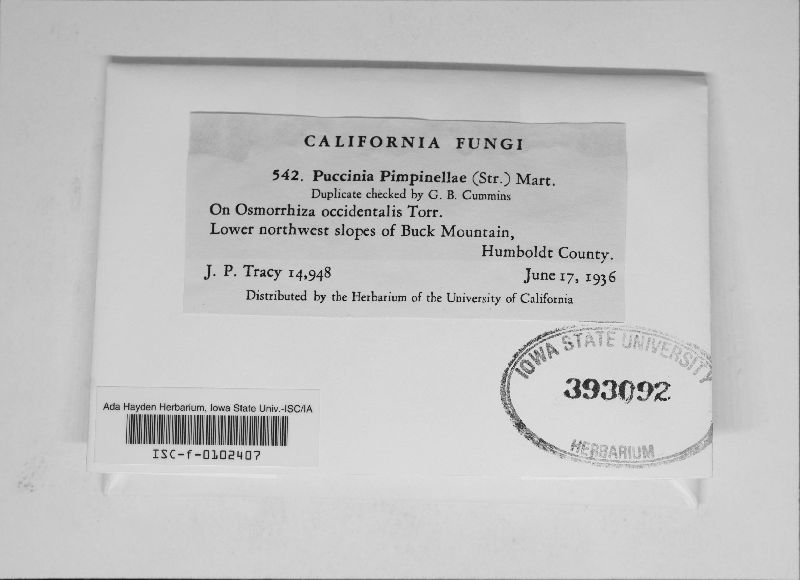 CALIFORNIA FUNGI
542. Puccinia Pimpinellae (Str.) Mart.
Duplicate checked by G. B. Cummins
On Osmorrhiza occidentalis Torr.
Lower northwest slopes of Buck Mountain,
Humboldt County.
J. P. Tracy 14,948 June 17, 1936
Distributed by the Herbarium of the University of California
IOWA STATE UNIVERSITY
393092
HERBARIUM
Ada Hayden Herbarium, Iowa State Univ.-ISC/IA
ISC-f-0102407